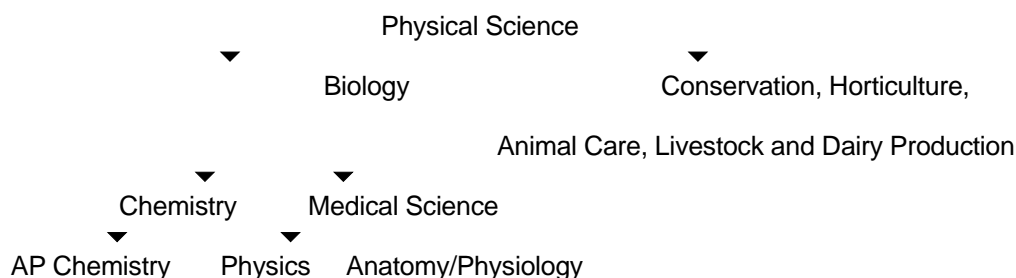 Physical Science
Biology Conservation, Horticulture,
Animal Care, Livestock and Dairy Production
Chemistry Medical Science
AP Chemistry Physics Anatomy/Physiology